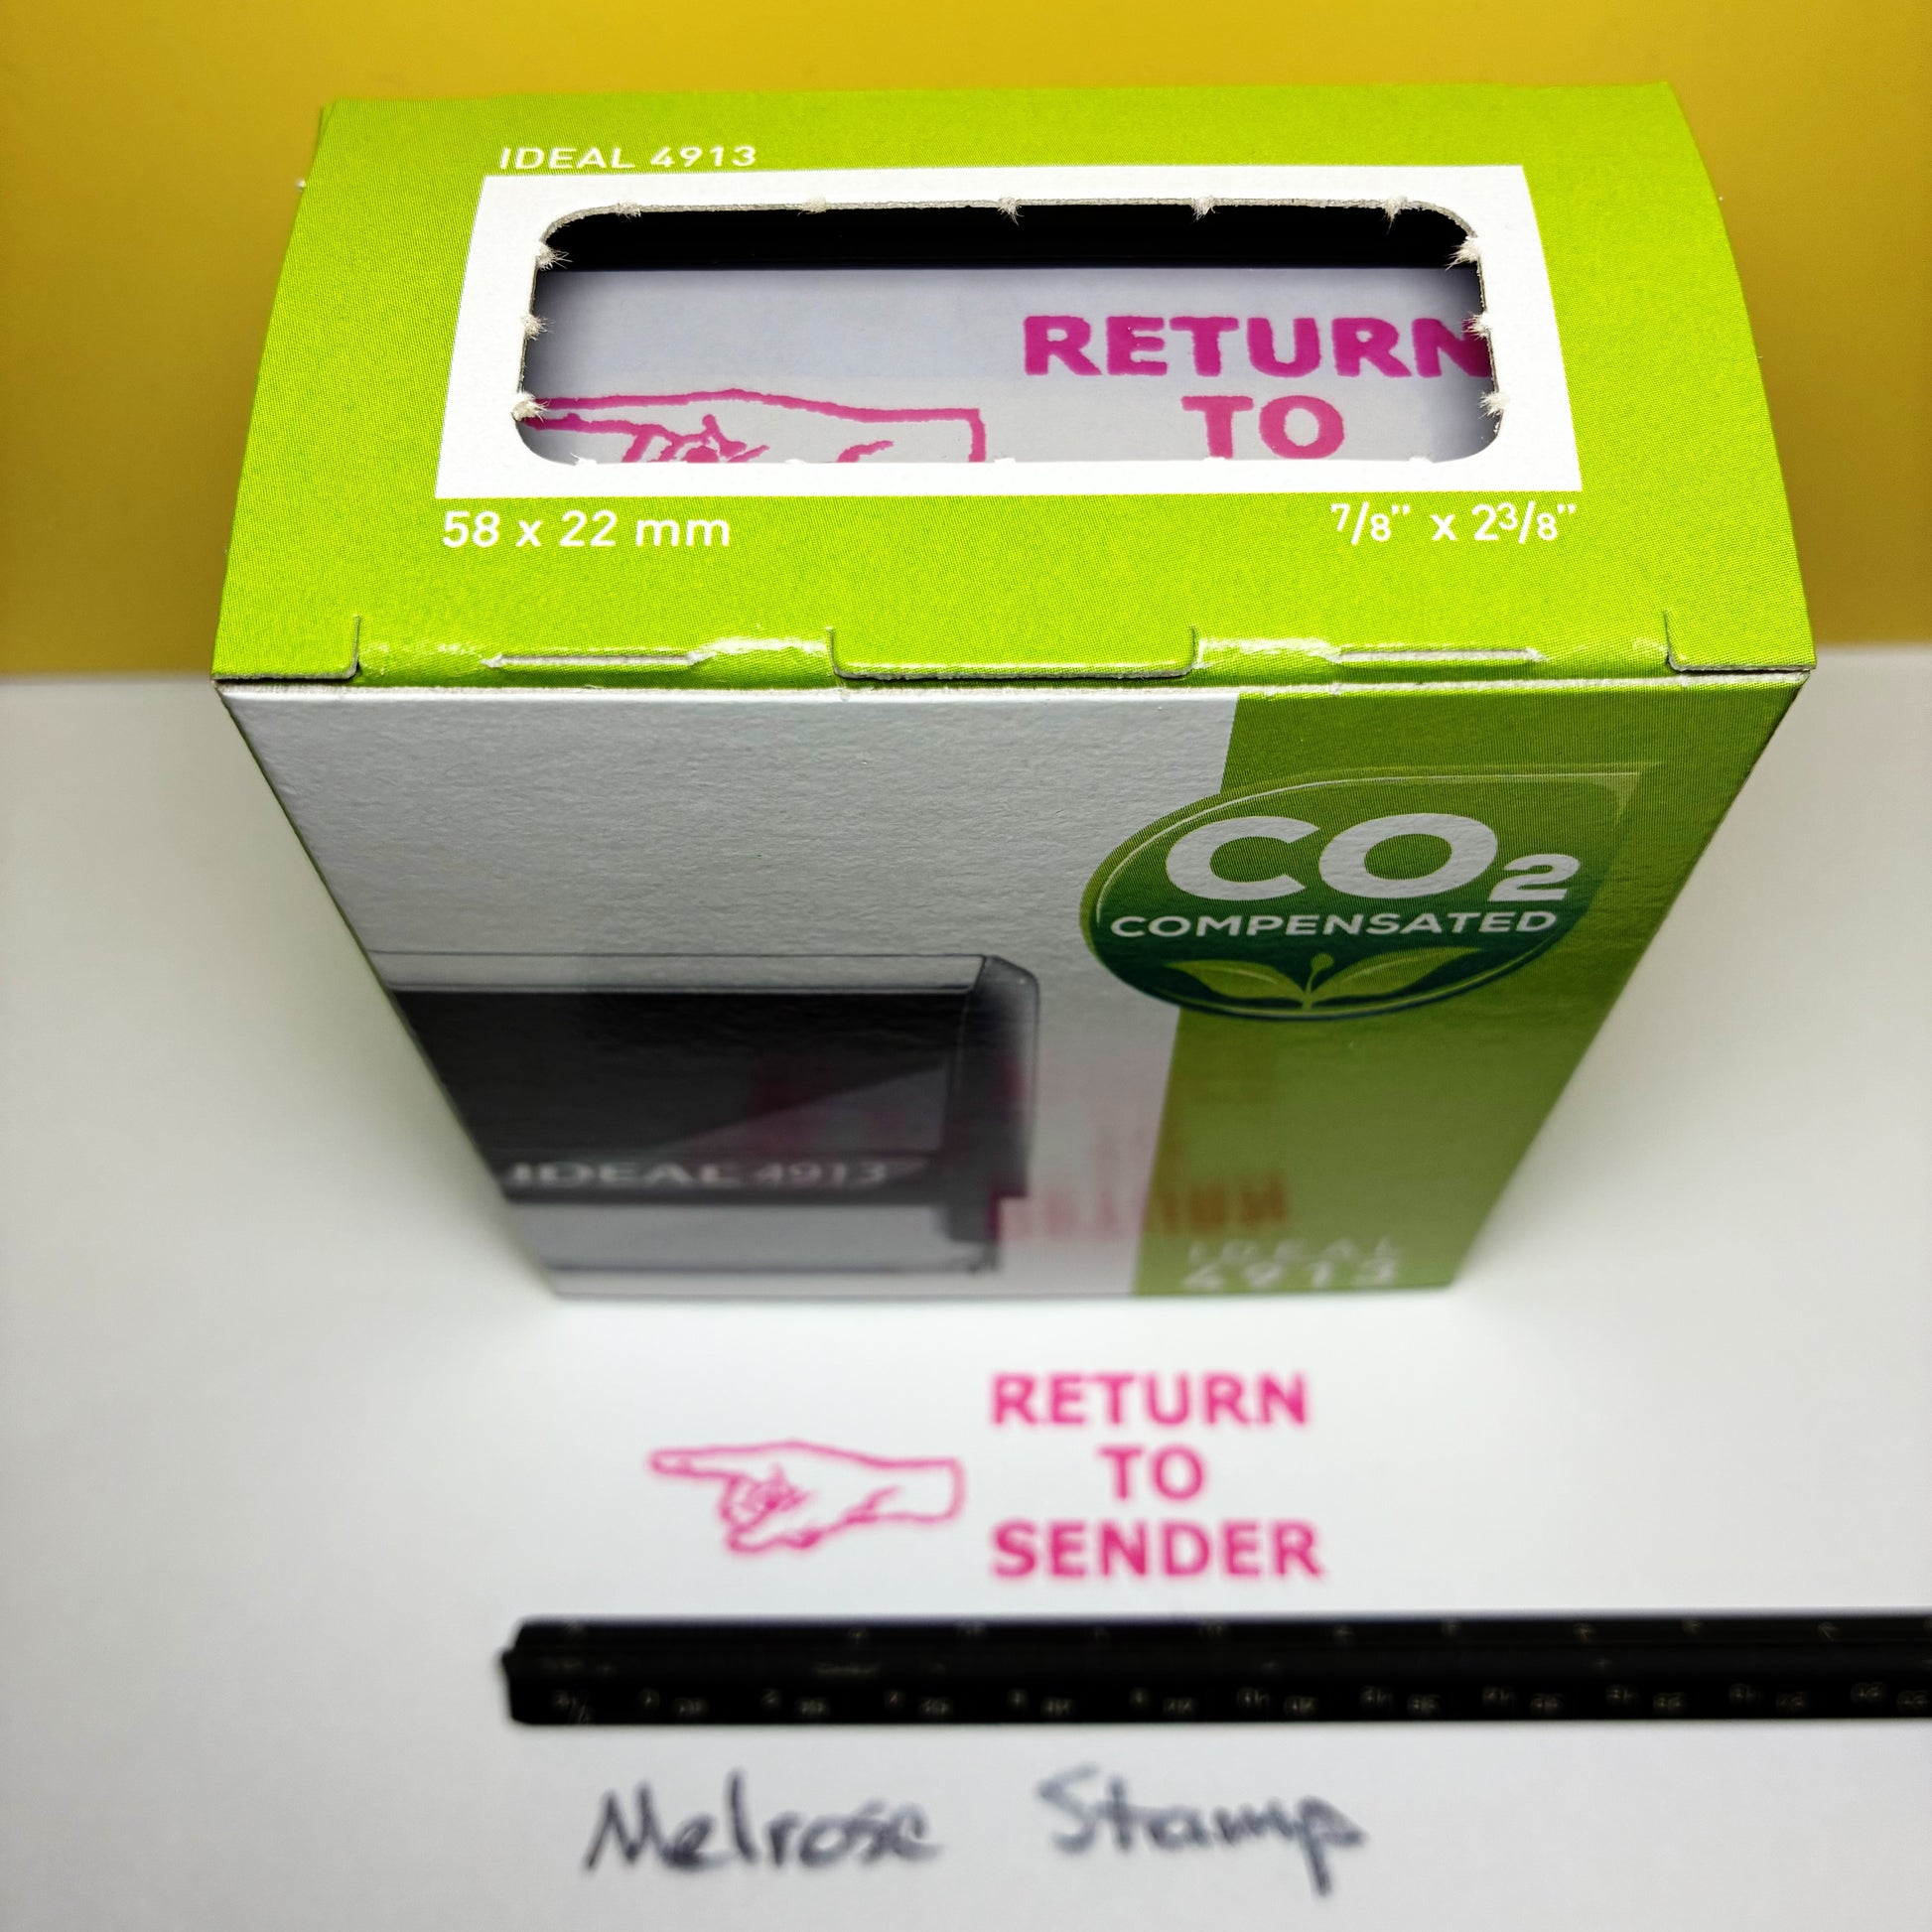 IDEAL 4913
RETURN
TO
58 x 22 mm
7/8" x 2 3/8"
CO2
COMPENSATED
IDEAL 4913
IDEAL
4913
RETURN
TO
SENDER
Melrose Stamp